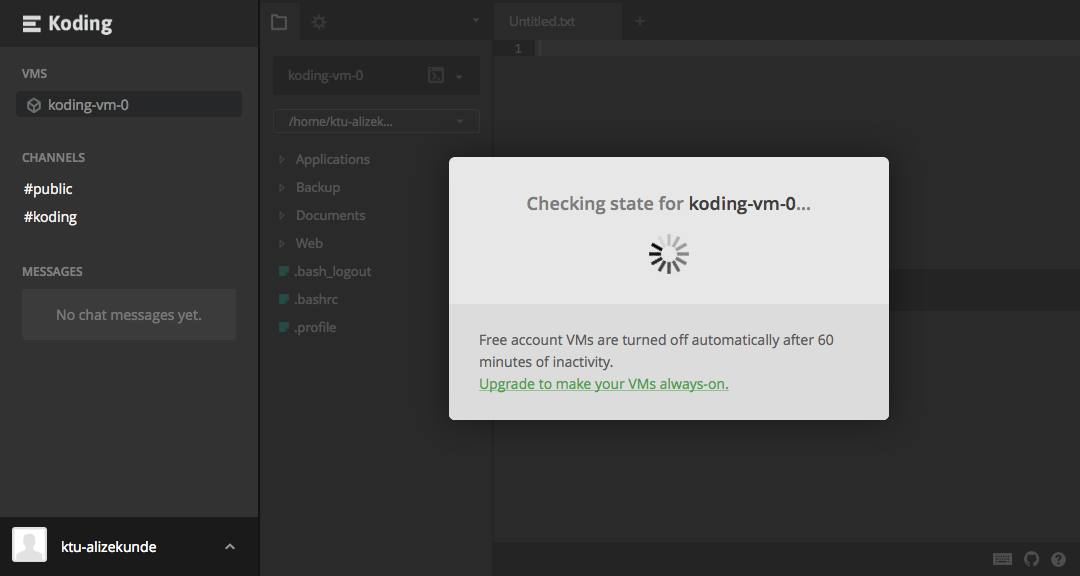 Koding
VMS
koding-vm-0
CHANNELS
#public
#koding
MESSAGES
No chat messages yet.
ktu-alizekunde
koding-vm-0
/home/ktu-alizek...
Applications
Backup
Documents
Web
.bash_logout
.bashrc
.profile
Untitled.txt
1
Checking state for koding-vm-0...
Free account VMs are turned off automatically after 60
minutes of inactivity.
Upgrade to make your VMs always-on.